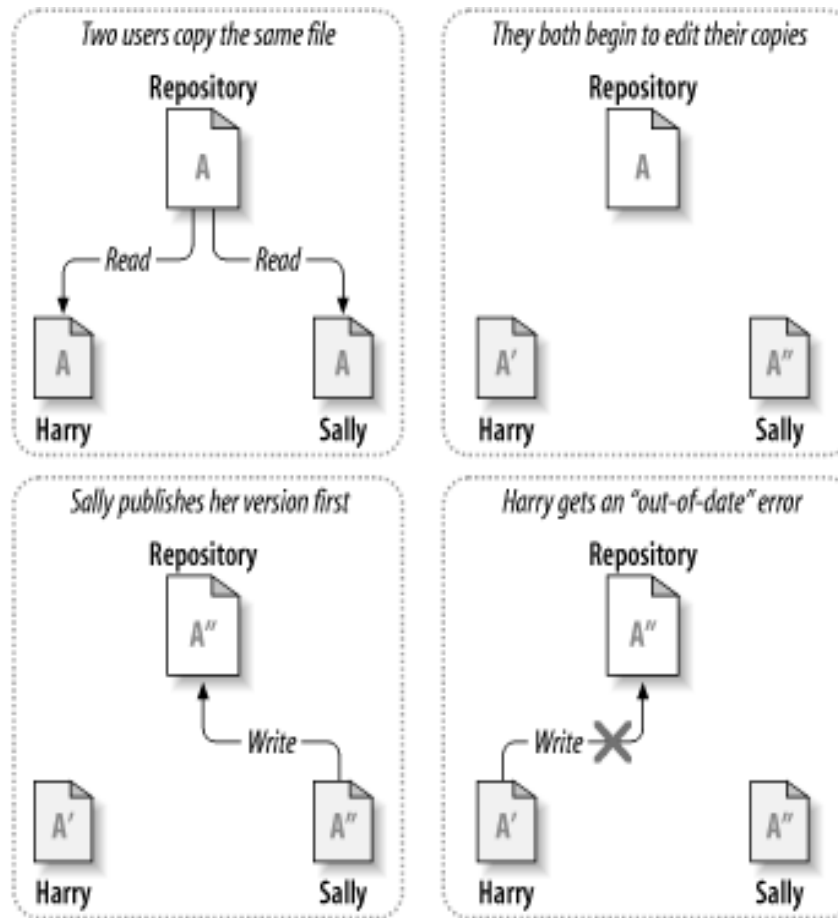 Two users copy the same file
Repository
A
Read
Read
A
A
Harry
Sally
They both begin to edit their copies
Repository
A
A'
A"
Harry
Sally
Sally publishes her version first
Repository
A"
Write
A'
A"
Harry
Sally
Harry gets an “out-of-date” error
Repository
A"
Write
A'
A"
Harry
Sally